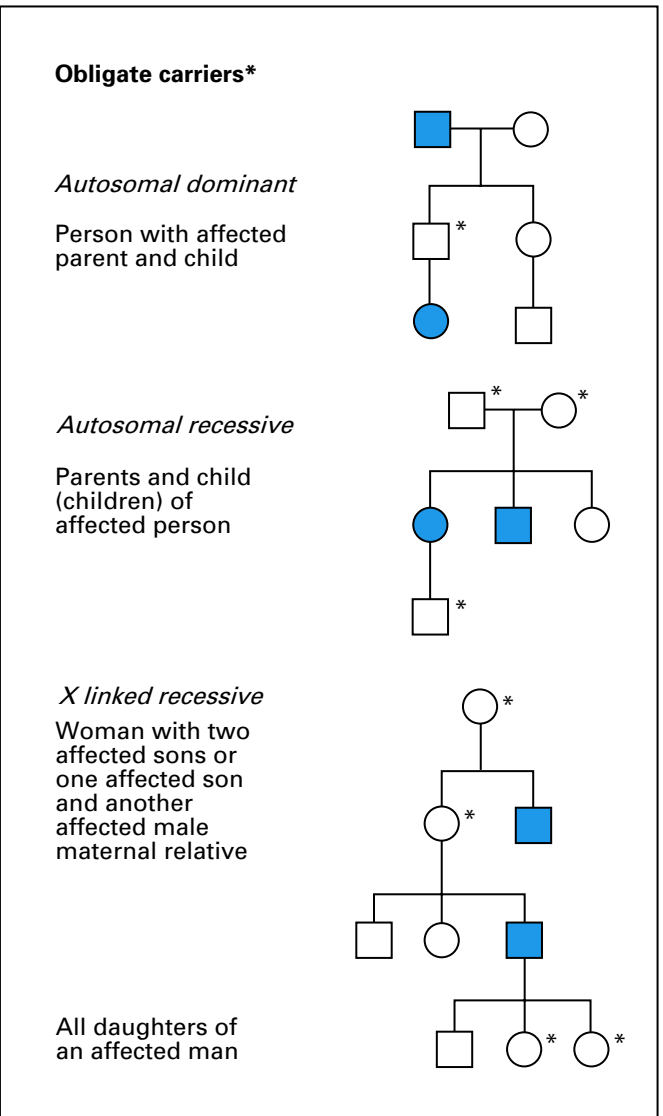 Obligate carriers*
Autosomal dominant
Person with affected
parent and child
*
Autosomal recessive
* *
Parents and child
(children) of
affected person
*
X linked recessive
*
Woman with two
affected sons or
one affected son
and another
affected male
maternal relative
*
All daughters of
an affected man
* *